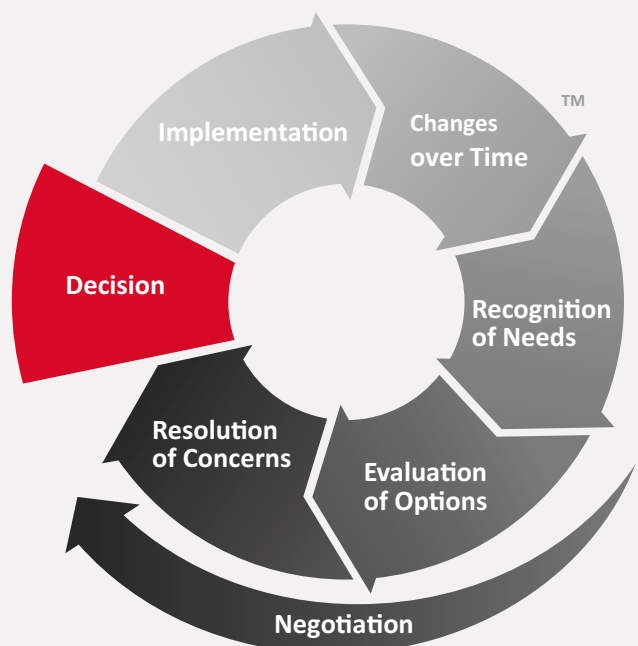 Implementation
Changes
over Time
TM
Decision
Recognition
of Needs
Resolution
of Concerns
Evaluation
of Options
Negotiation